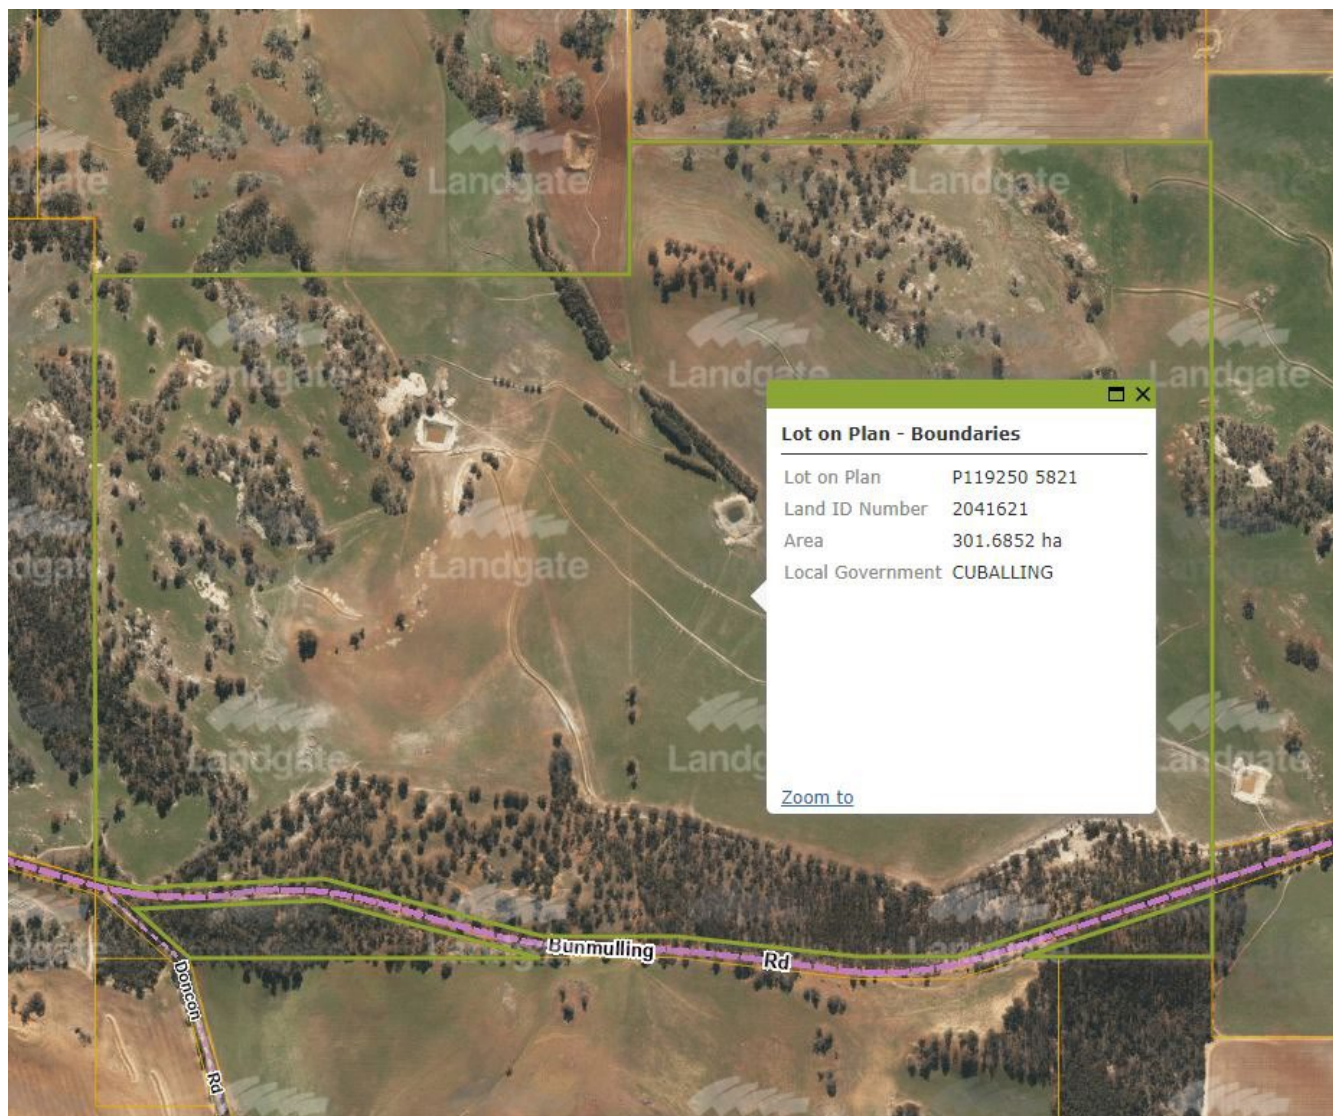 Landgate
Landgate
Landgate
Landgate
Landgate
Lot on Plan - Boundaries
Lot on Plan P119250 5821
Land ID Number 2041621
Area 301.6852 ha
Local Government CUBALLING
Landgate
Landgate
Zoom to
Bunmulling Rd
Doncon Rd